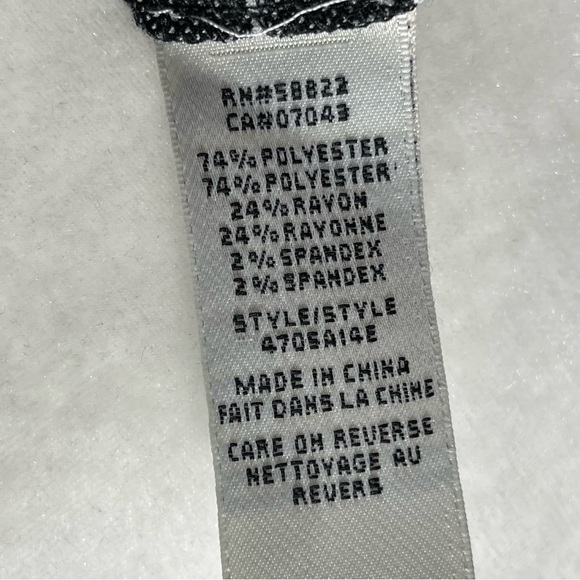 RN#58822
CA#07043
74% POLYESTER
74% POLYESTER
24% RAYON
24% RAYONNE
2% SPANDEX
2% SPANDEX
STYLE/STYLE
4705A14E
MADE IN CHINA
FAIT DANS LA CHINE
CARE ON REVERSE
NETTOYAGE AU
REVERS